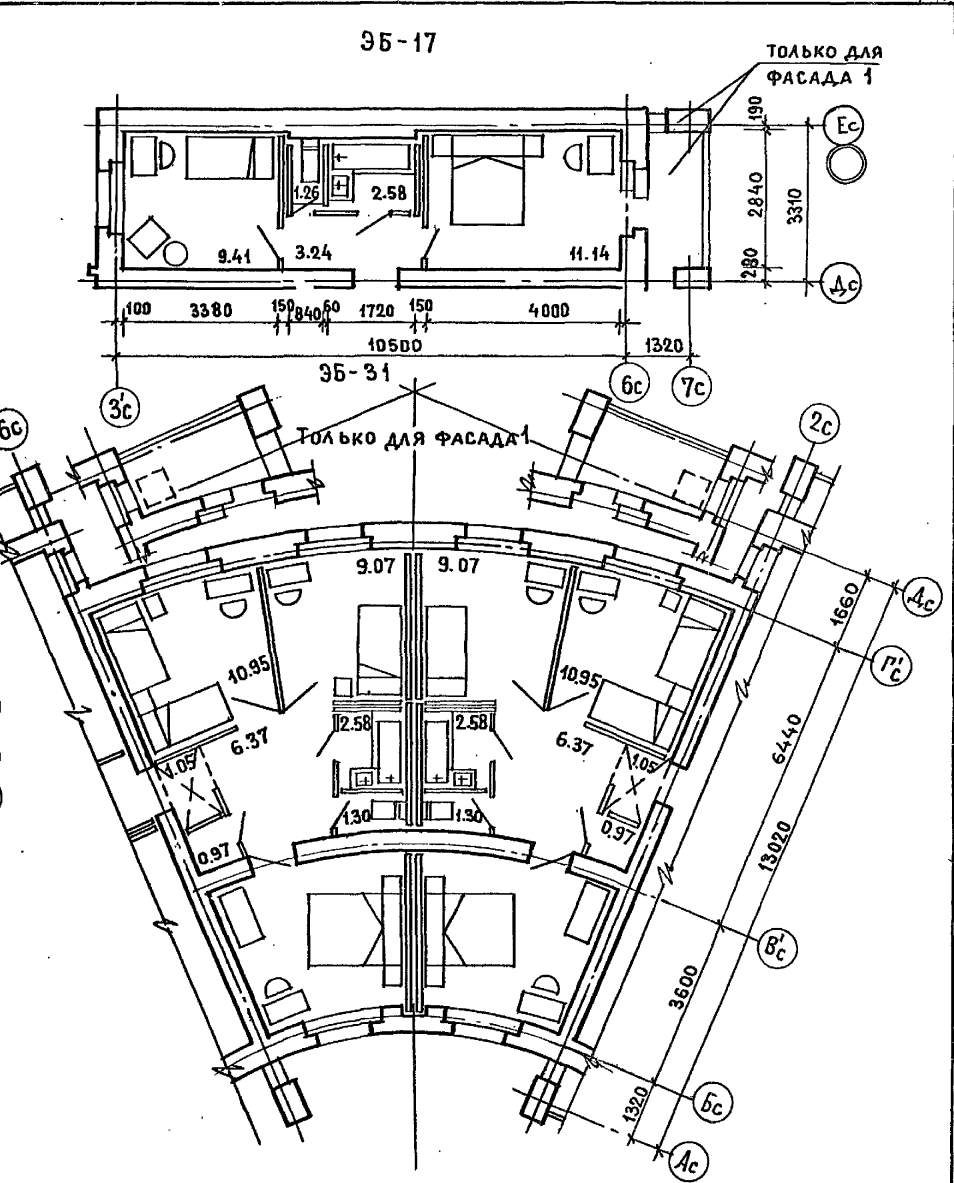 ЭБ-17
ТОЛЬКО ДЛЯ
ФАСАДА 1
190
Ес
1.26
2.58
2840
3310
9.41
3.24
11.14
280
Дс
100
3380
150
840
60
1720
150
4000
10500
1320
ЭБ-31
3'с
6с
7с
6с
2с
ТОЛЬКО ДЛЯ ФАСАДА 1
9.07
9.07
1660
Дс
Г'с
10.95
10.95
2.58
2.58
6.37
6.37
6440
1.05
1.05
1.30
1.30
0.97
0.97
13020
В'с
3600
1320
Бс
Ас